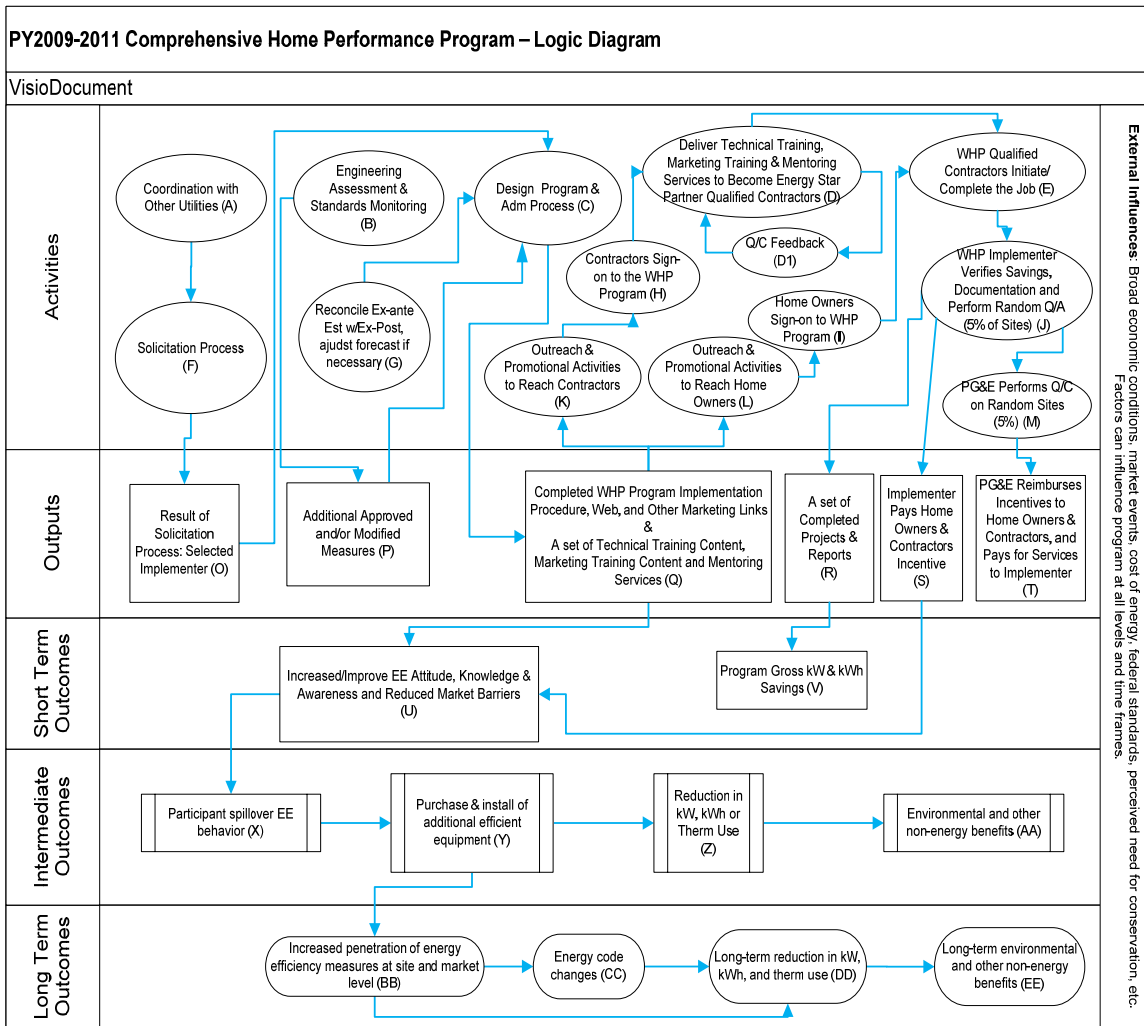 PY2009-2011 Comprehensive Home Performance Program – Logic Diagram
VisioDocument
Activities
Coordination with
Other Utilities (A)
Engineering
Assessment &
Standards Monitoring
(B)
Design Program &
Adm Process (C)
Deliver Technical Training,
Marketing Training & Mentoring
Services to Become Energy Star
Partner Qualified Contractors (D)
WHP Qualified
Contractors Initiate/
Complete the Job (E)
Q/C Feedback
(D1)
Contractors Sign-
on to the WHP
Program (H)
WHP Implementer
Verifies Savings,
Documentation and
Perform Random Q/A
(5% of Sites) (J)
Solicitation Process
(F)
Reconcile Ex-ante
Est w/Ex-Post,
ajudst forecast if
necessary (G)
Home Owners
Sign-on to WHP
Program (I)
Outreach &
Promotional Activities
to Reach Contractors
(K)
Outreach &
Promotional Activities
to Reach Home
Owners (L)
PG&E Performs Q/C
on Random Sites
(5%) (M)
Outputs
Result of
Solicitation
Process: Selected
Implementer (O)
Additional Approved
and/or Modified
Measures (P)
Completed WHP Program Implementation
Procedure, Web, and Other Marketing Links
&
A set of Technical Training Content,
Marketing Training Content and Mentoring
Services (Q)
A set of
Completed
Projects &
Reports
(R)
Implementer
Pays Home
Owners &
Contractors
Incentive
(S)
PG&E Reimburses
Incentives to
Home Owners &
Contractors, and
Pays for Services
to Implementer
(T)
Short Term
Outcomes
Increased/Improve EE Attitude, Knowledge &
Awareness and Reduced Market Barriers
(U)
Program Gross kW & kWh
Savings (V)
Intermediate
Outcomes
Participant spillover EE
behavior (X)
Purchase & install of
additional efficient
equipment (Y)
Reduction in
kW, kWh or
Therm Use
(Z)
Environmental and other
non-energy benefits (AA)
Long Term
Outcomes
Increased penetration of energy
efficiency measures at site and market
level (BB)
Energy code
changes (CC)
Long-term reduction in kW,
kWh, and therm use (DD)
Long-term environmental
and other non-energy
benefits (EE)
External Influences: Broad economic conditions, market events, cost of energy, federal standards, perceived need for conservation, etc.
Factors can influence program at all levels and time frames.